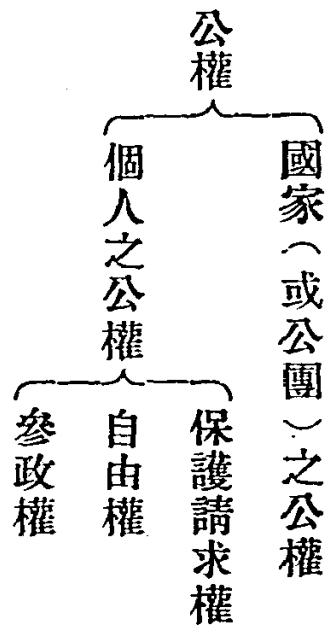 公權
國家（或公團）之公權
個人之公權
保護請求權
自由權
參政權